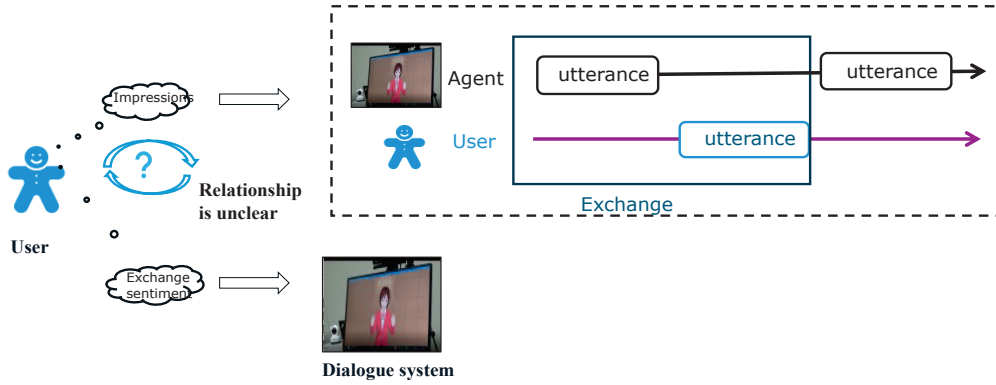 Impressions
?
Relationship
is unclear
User
Exchange
sentiment
Dialogue system
Agent
utterance
utterance
User
utterance
Exchange